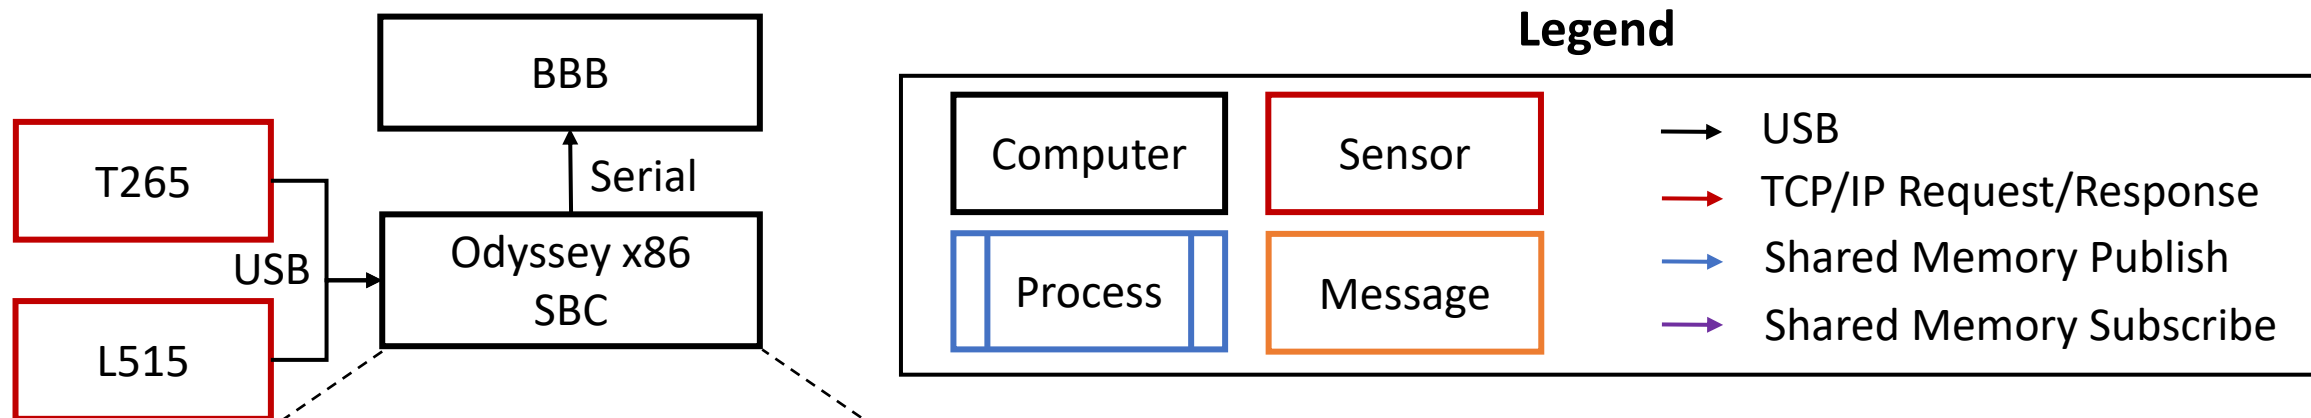 BBB
T265
Serial
USB
Odyssey x86
SBC
L515
Legend
Computer
Sensor
Process
Message
USB
TCP/IP Request/Response
Shared Memory Publish
Shared Memory Subscribe